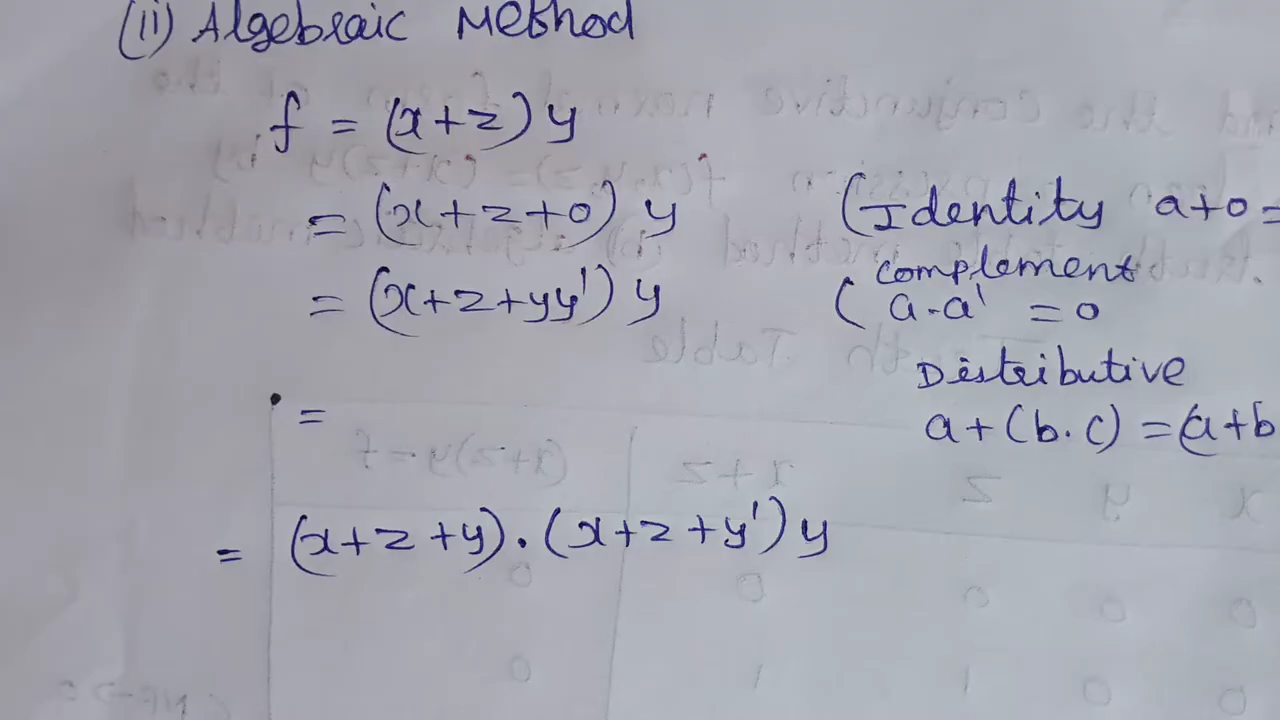 (ii) Algebraic Method
f = (x+z)y
= (x+z+0) y (Identity a+0 =
= (x+z+yy') y (complement
a.a' = 0
Distributive
= a+(b.c) = (a+b
= (x+z+y).(x+z+y')y